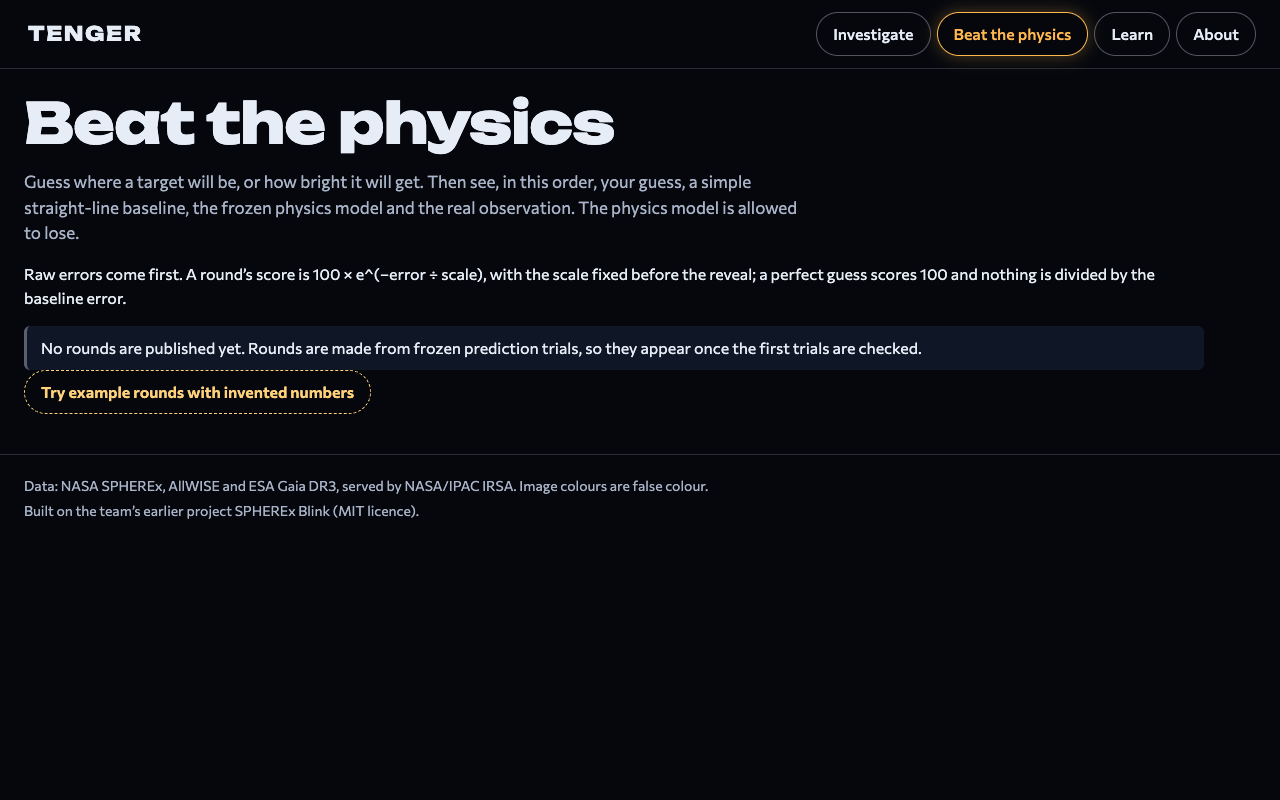 TENGER
Investigate
Beat the physics
Learn
About
Beat the physics
Guess where a target will be, or how bright it will get. Then see, in this order, your guess, a simple
straight-line baseline, the frozen physics model and the real observation. The physics model is allowed
to lose.
Raw errors come first. A round’s score is 100 × e^(−error ÷ scale), with the scale fixed before the reveal; a perfect guess scores 100 and nothing is divided by the
baseline error.
No rounds are published yet. Rounds are made from frozen prediction trials, so they appear once the first trials are checked.
Try example rounds with invented numbers
Data: NASA SPHEREx, AllWISE and ESA Gaia DR3, served by NASA/IPAC IRSA. Image colours are false colour.
Built on the team’s earlier project SPHEREx Blink (MIT licence).